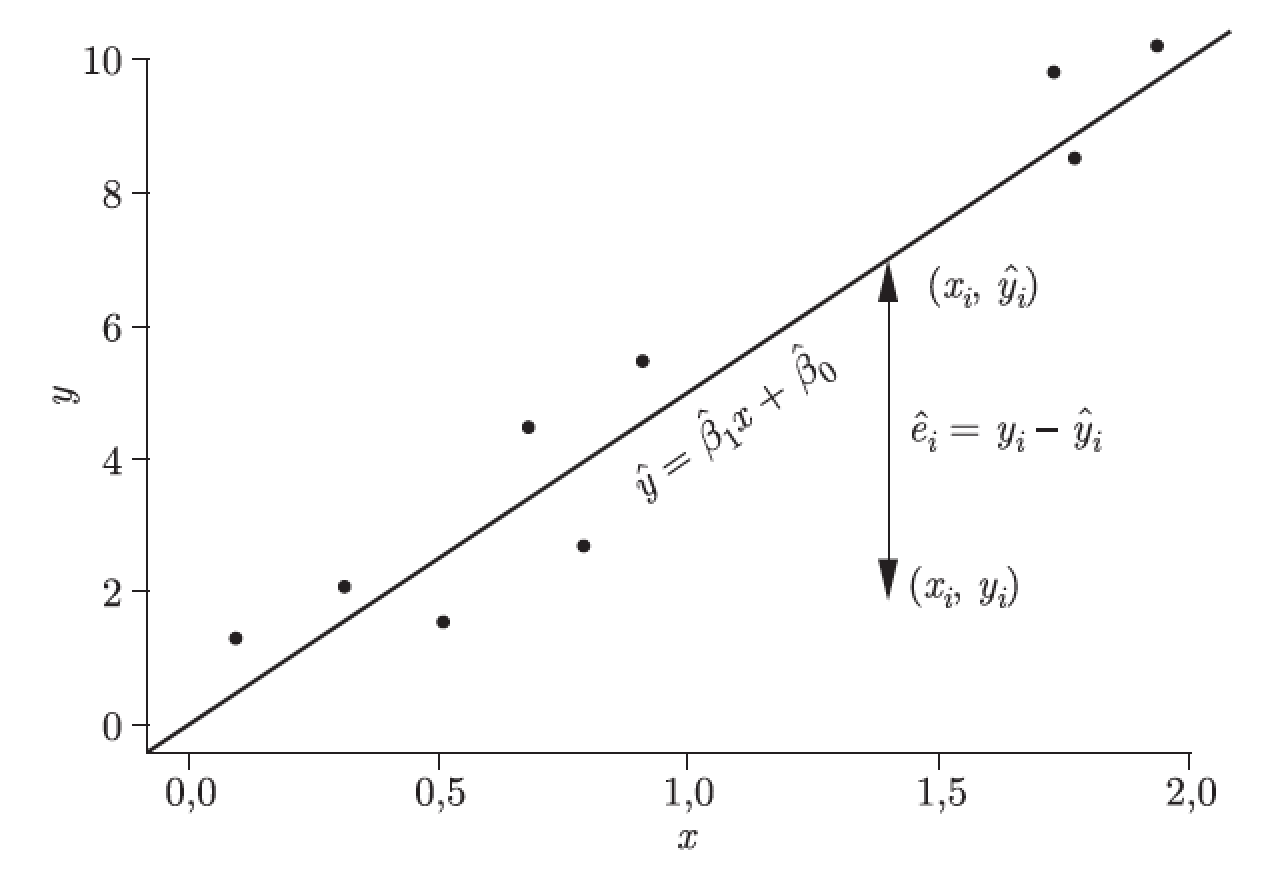 10
8
6
4
2
0
y
0,0
0,5
1,0
1,5
2,0
x
ŷ = β̂₁x + β̂₀
(xᵢ, ŷᵢ)
êᵢ = yᵢ − ŷᵢ
(xᵢ, yᵢ)